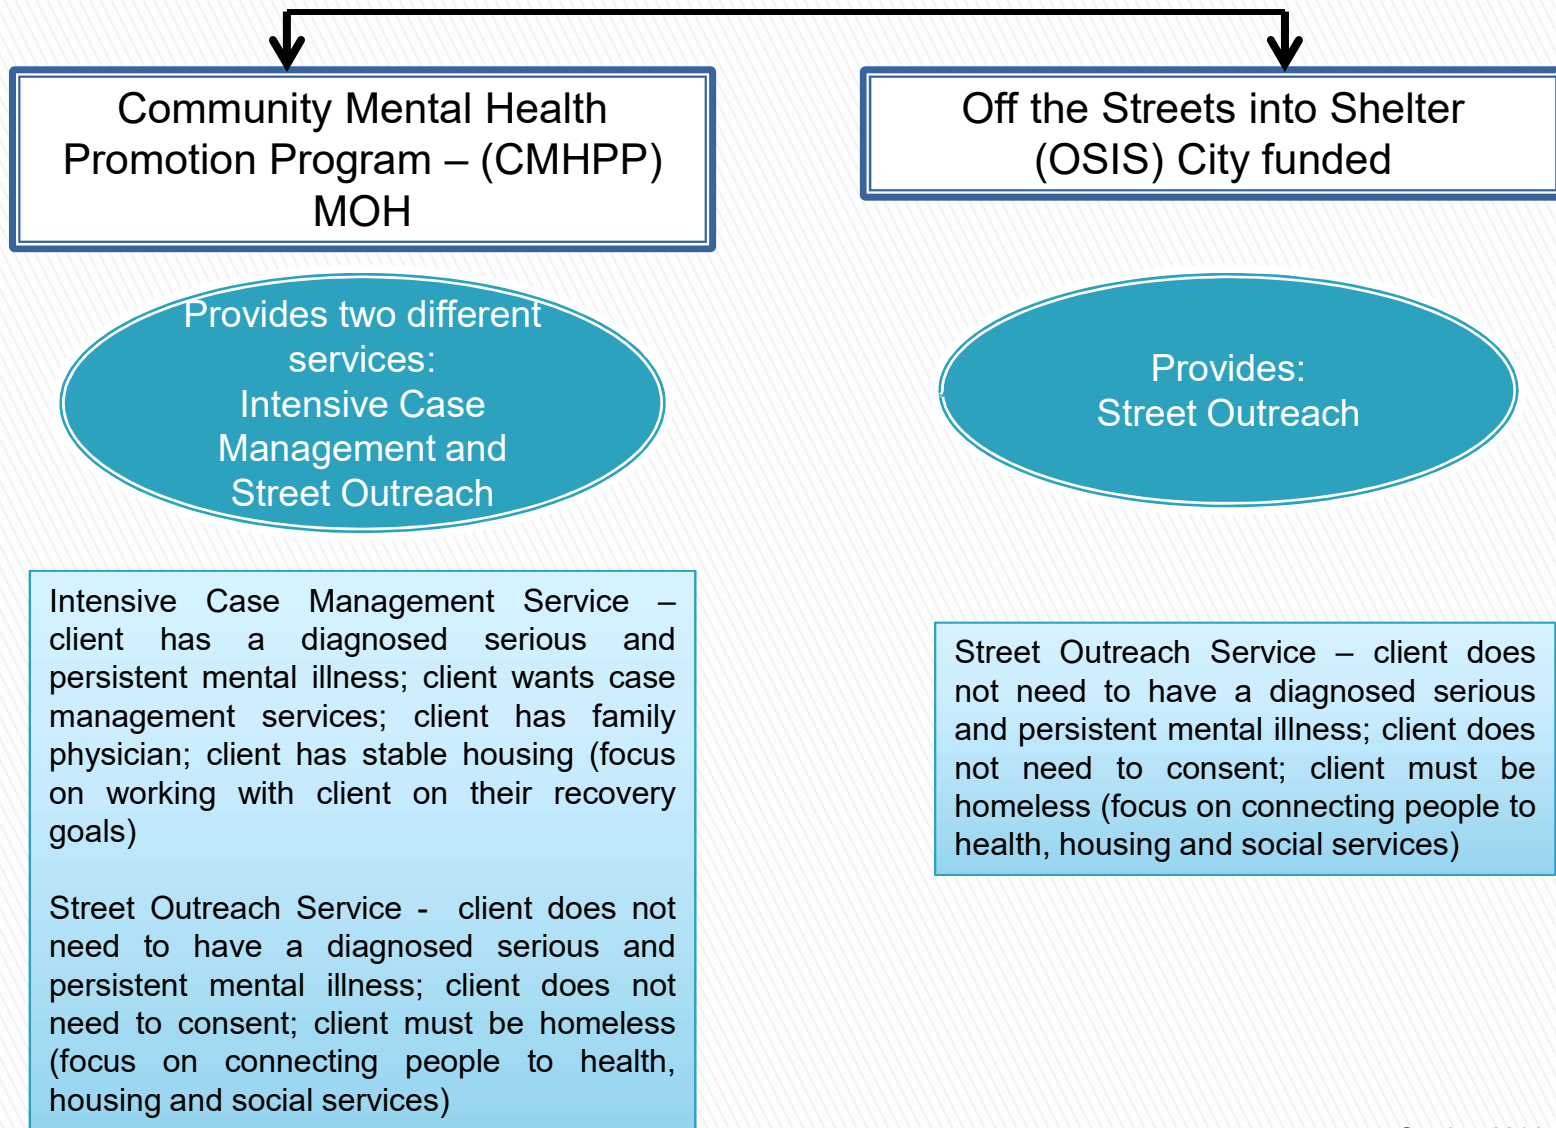 Community Mental Health
Promotion Program – (CMHPP)
MOH
Off the Streets into Shelter
(OSIS) City funded
Provides two different
services:
Intensive Case
Management and
Street Outreach
Provides:
Street Outreach
Intensive Case Management Service –
client has a diagnosed serious and
persistent mental illness; client wants case
management services; client has family
physician; client has stable housing (focus
on working with client on their recovery
goals)
Street Outreach Service - client does not
need to have a diagnosed serious and
persistent mental illness; client does not
need to consent; client must be homeless
(focus on connecting people to health,
housing and social services)
Street Outreach Service – client does
not need to have a diagnosed serious
and persistent mental illness; client does
not need to consent; client must be
homeless (focus on connecting people to
health, housing and social services)